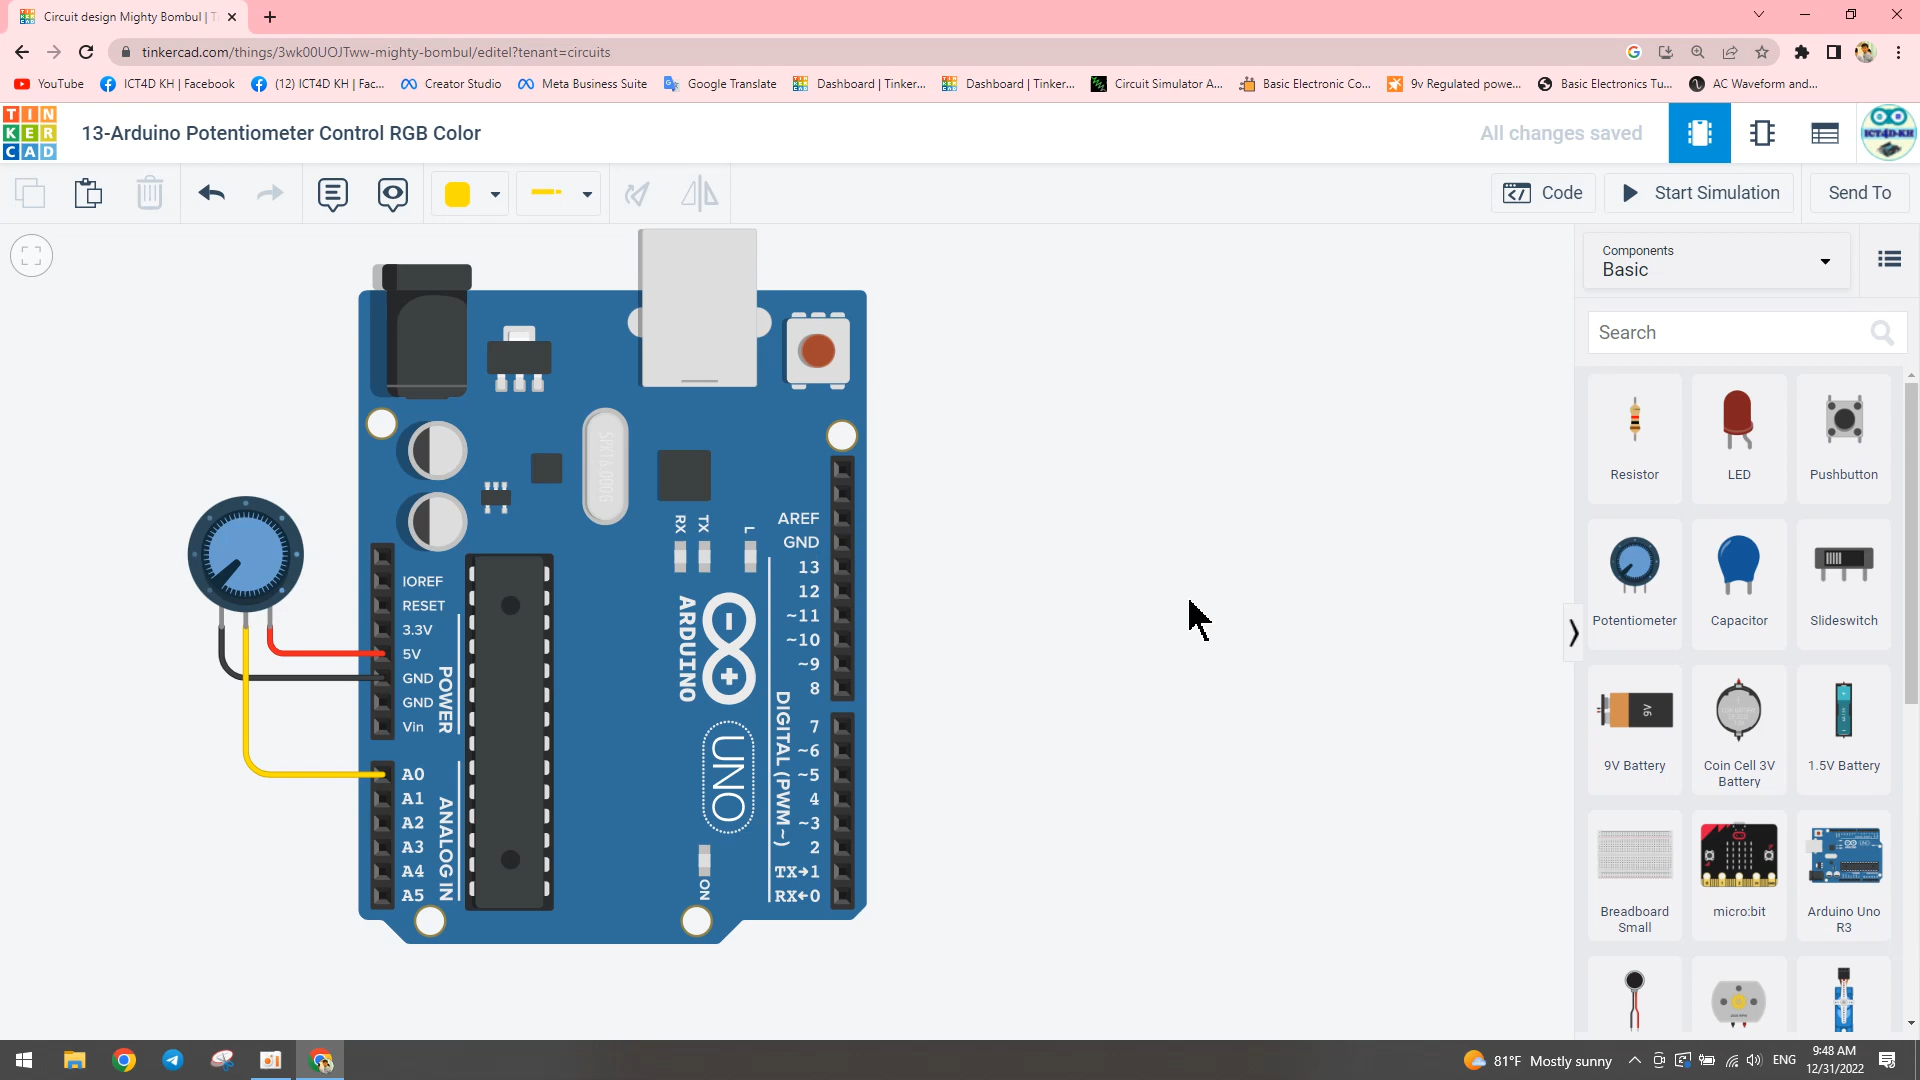 Circuit design Mighty Bombul | T
tinkercad.com/things/3wk00UOJTww-mighty-bombul/editel?tenant=circuits
YouTube
ICT4D KH | Facebook
(12) ICT4D KH | Fac...
Creator Studio
Meta Business Suite
Google Translate
Dashboard | Tinker...
Dashboard | Tinker...
Circuit Simulator A...
Basic Electronic Co...
9v Regulated powe...
Basic Electronics Tu...
AC Waveform and...
TIN
KER
CAD
13-Arduino Potentiometer Control RGB Color
All changes saved
ICT4D-KH
Code
Start Simulation
Send To
Components
Basic
Search
Resistor
LED
Pushbutton
Potentiometer
Capacitor
Slideswitch
9V
9V Battery
Coin Cell 3V
Battery
1.5V Battery
Breadboard
Small
micro:bit
Arduino Uno
R3
SPK16.000G
RX
TX
L
AREF
GND
13
12
~11
~10
~9
8
7
~6
~5
4
~3
2
TX→1
RX←0
DIGITAL (PWM~)
ARDUINO
UNO
ON
IOREF
RESET
3.3V
5V
GND
GND
Vin
POWER
A0
A1
A2
A3
A4
A5
ANALOG IN
81°F Mostly sunny
ENG
9:48 AM
12/31/2022